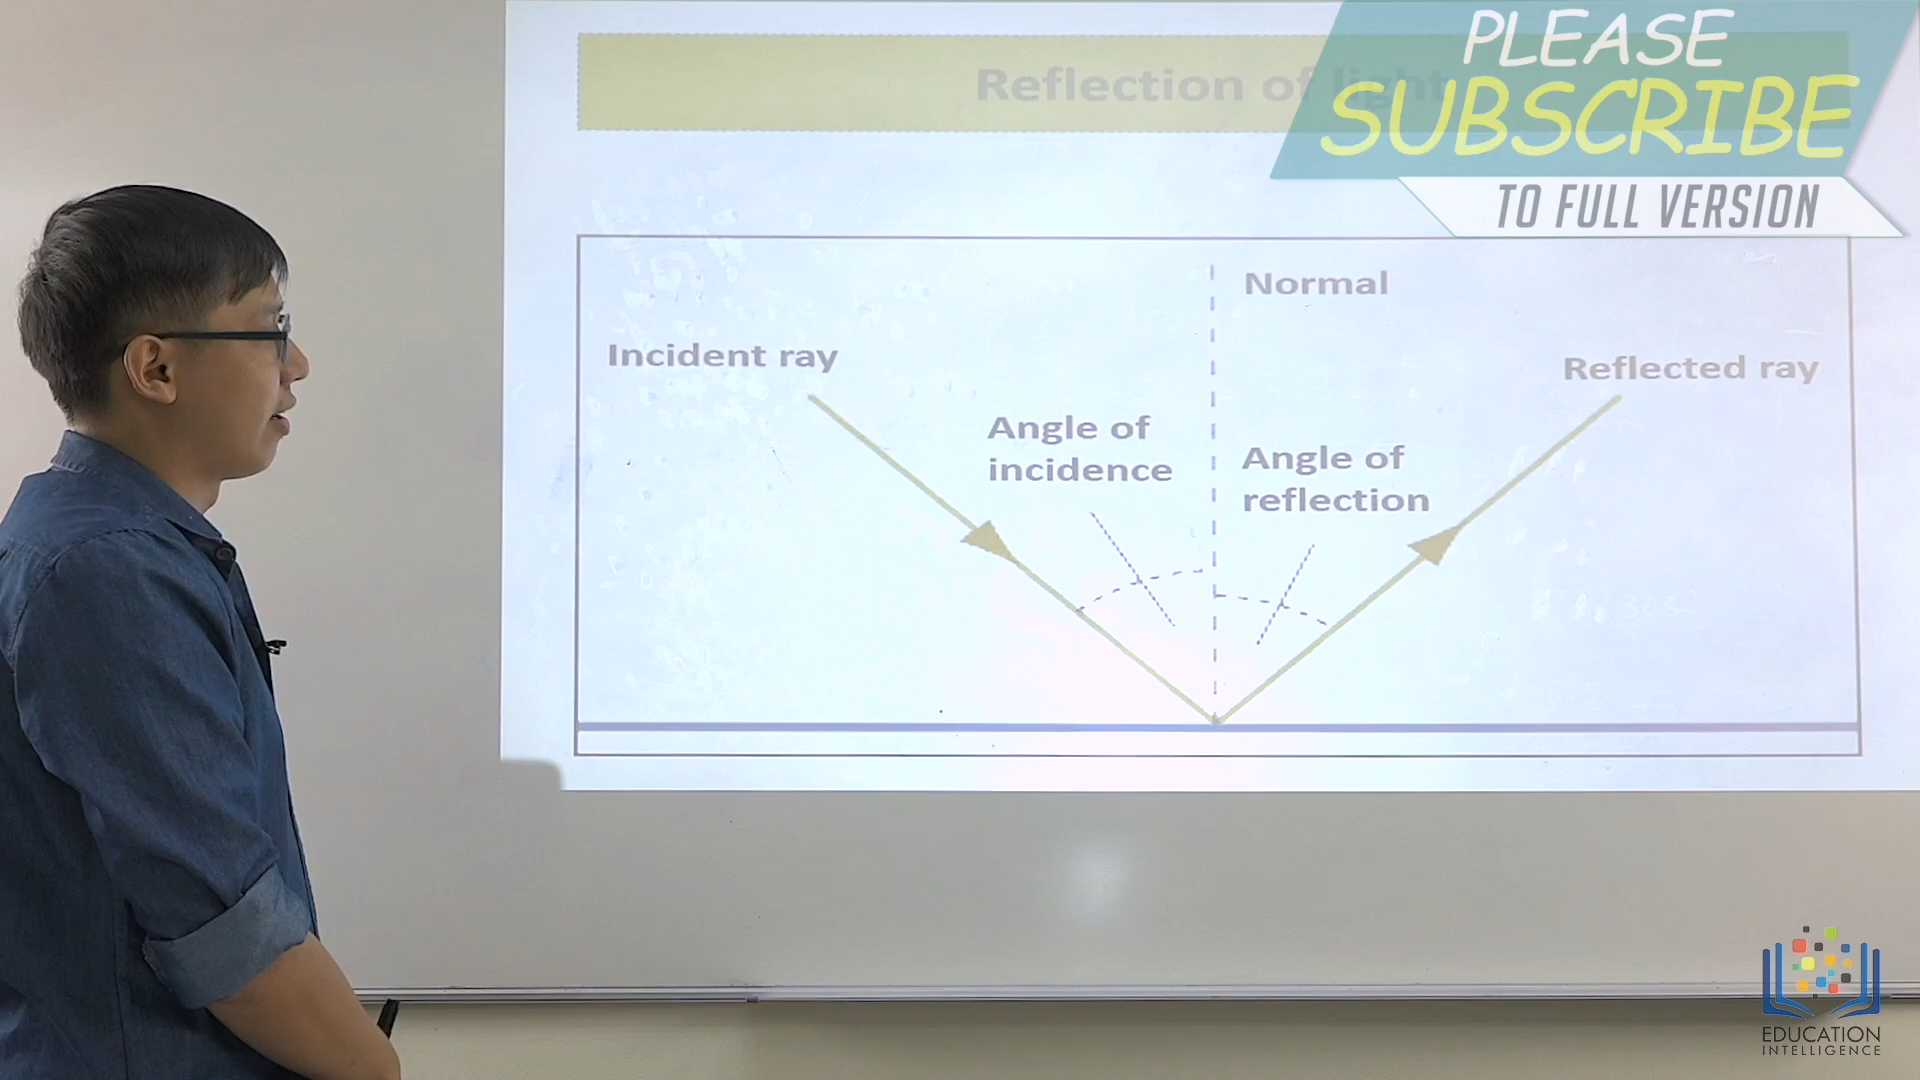 Reflection of light
PLEASE
SUBSCRIBE
TO FULL VERSION
Normal
Incident ray
Reflected ray
Angle of
incidence
Angle of
reflection
EDUCATION
INTELLIGENCE